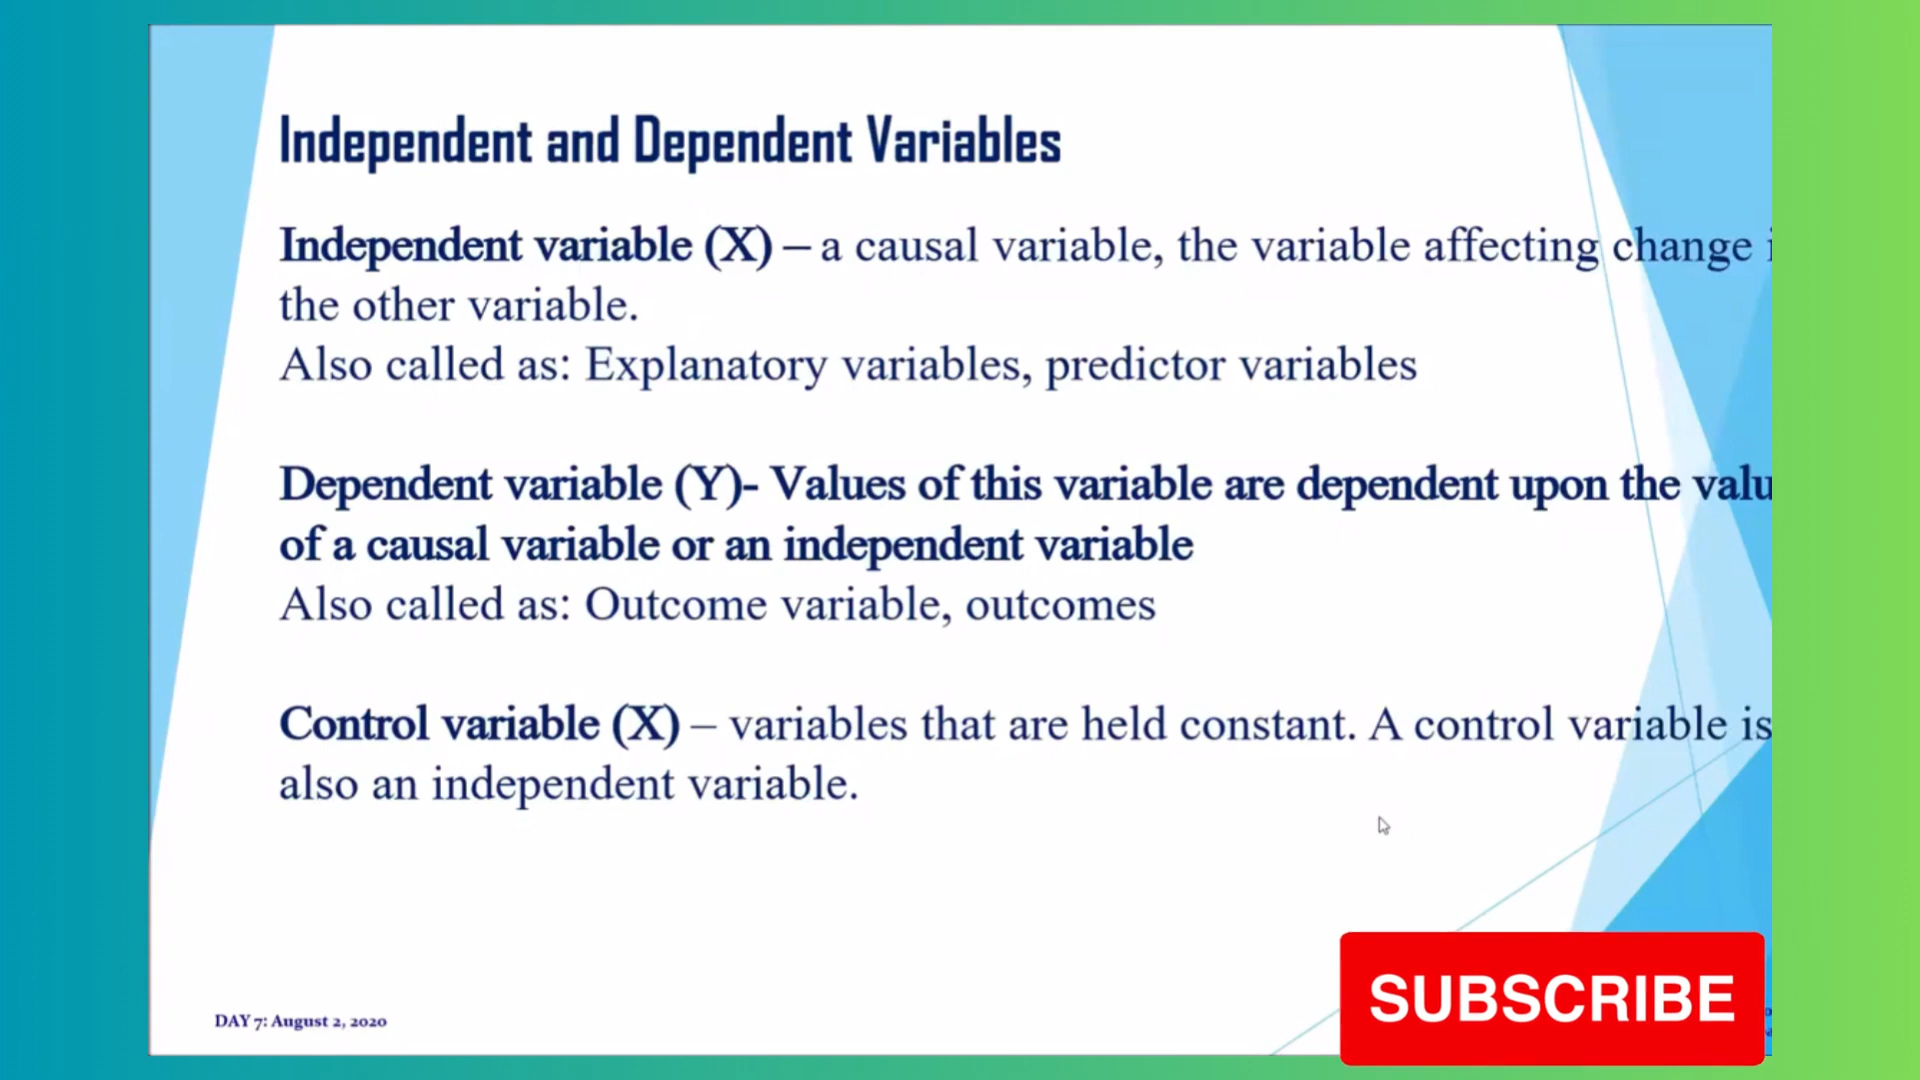 Independent and Dependent Variables
Independent variable (X) – a causal variable, the variable affecting change
the other variable.
Also called as: Explanatory variables, predictor variables
Dependent variable (Y)- Values of this variable are dependent upon the valu
of a causal variable or an independent variable
Also called as: Outcome variable, outcomes
Control variable (X) – variables that are held constant. A control variable is
also an independent variable.
DAY 7: August 2, 2020
SUBSCRIBE